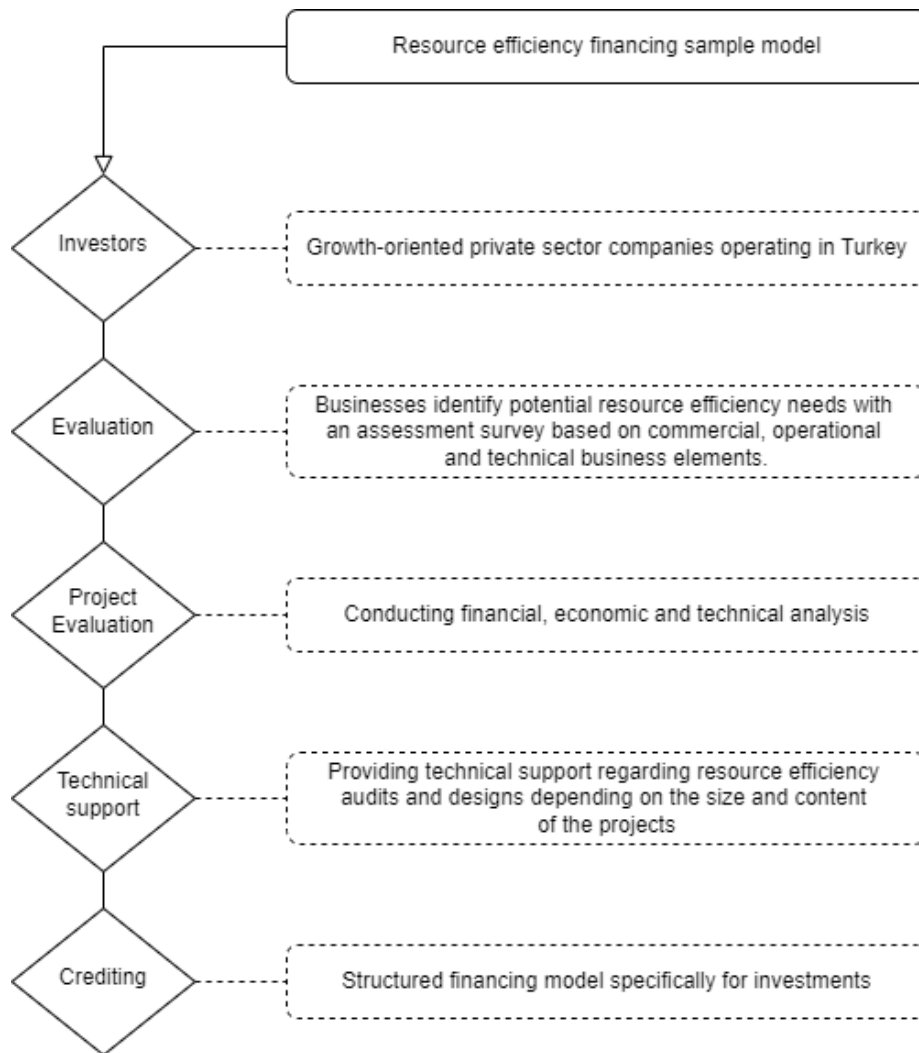 Resource efficiency financing sample model
Investors
Growth-oriented private sector companies operating in Turkey
Evaluation
Businesses identify potential resource efficiency needs with
an assessment survey based on commercial, operational
and technical business elements.
Project
Evaluation
Conducting financial, economic and technical analysis
Technical
support
Providing technical support regarding resource efficiency
audits and designs depending on the size and content
of the projects
Crediting
Structured financing model specifically for investments